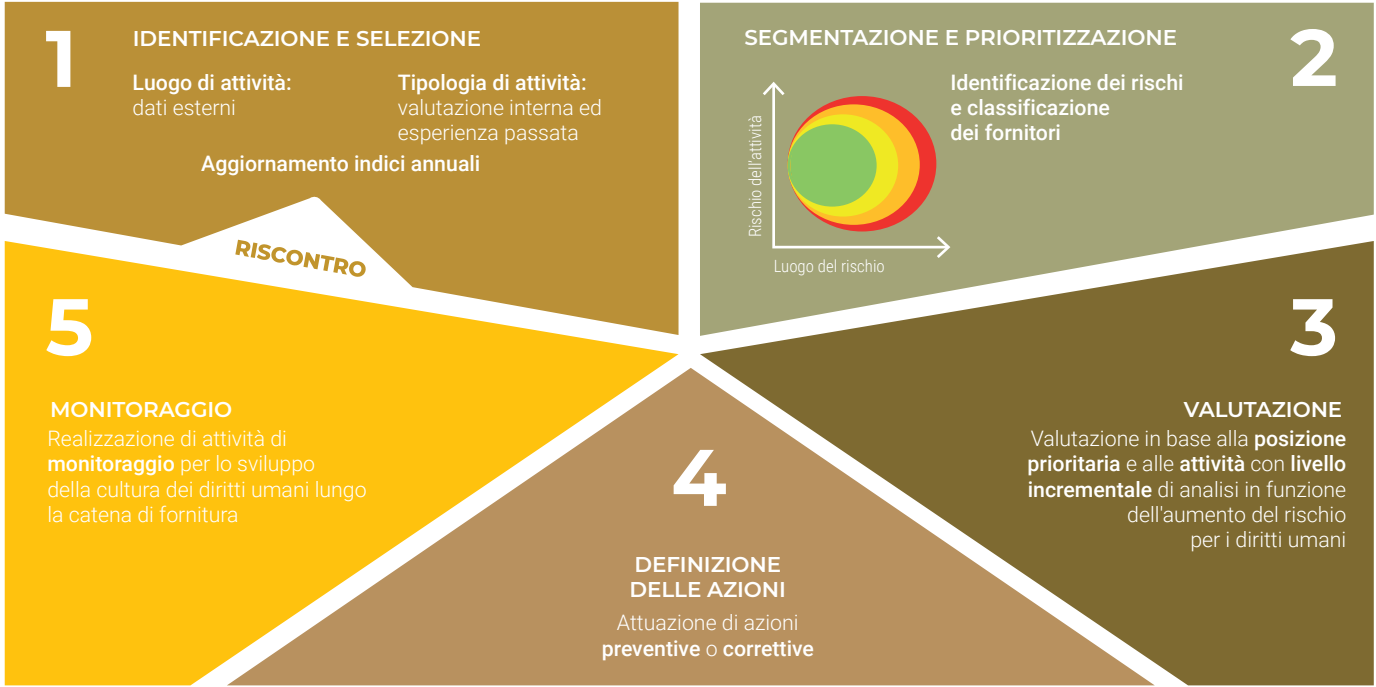 1
IDENTIFICAZIONE E SELEZIONE
Luogo di attività:
dati esterni
Tipologia di attività:
valutazione interna ed
esperienza passata
Aggiornamento indici annuali
2
SEGMENTAZIONE E PRIORITIZZAZIONE
Rischio dell'attività
Luogo del rischio
Identificazione dei rischi
e classificazione
dei fornitori
3
VALUTAZIONE
Valutazione in base alla posizione
prioritaria e alle attività con livello
incrementale di analisi in funzione
dell'aumento del rischio
per i diritti umani
4
DEFINIZIONE
DELLE AZIONI
Attuazione di azioni
preventive o correttive
5
MONITORAGGIO
Realizzazione di attività di
monitoraggio per lo sviluppo
della cultura dei diritti umani lungo
la catena di fornitura
RISCONTRO